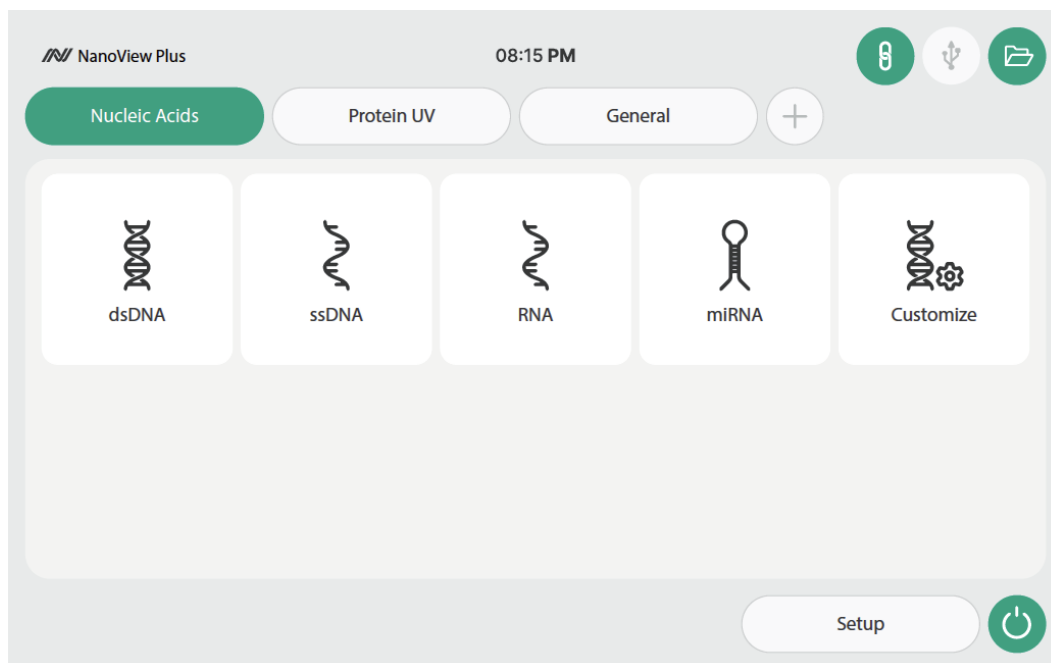 NanoView Plus 08:15 PM
Nucleic Acids Protein UV General
dsDNA ssDNA RNA miRNA Customize
Setup